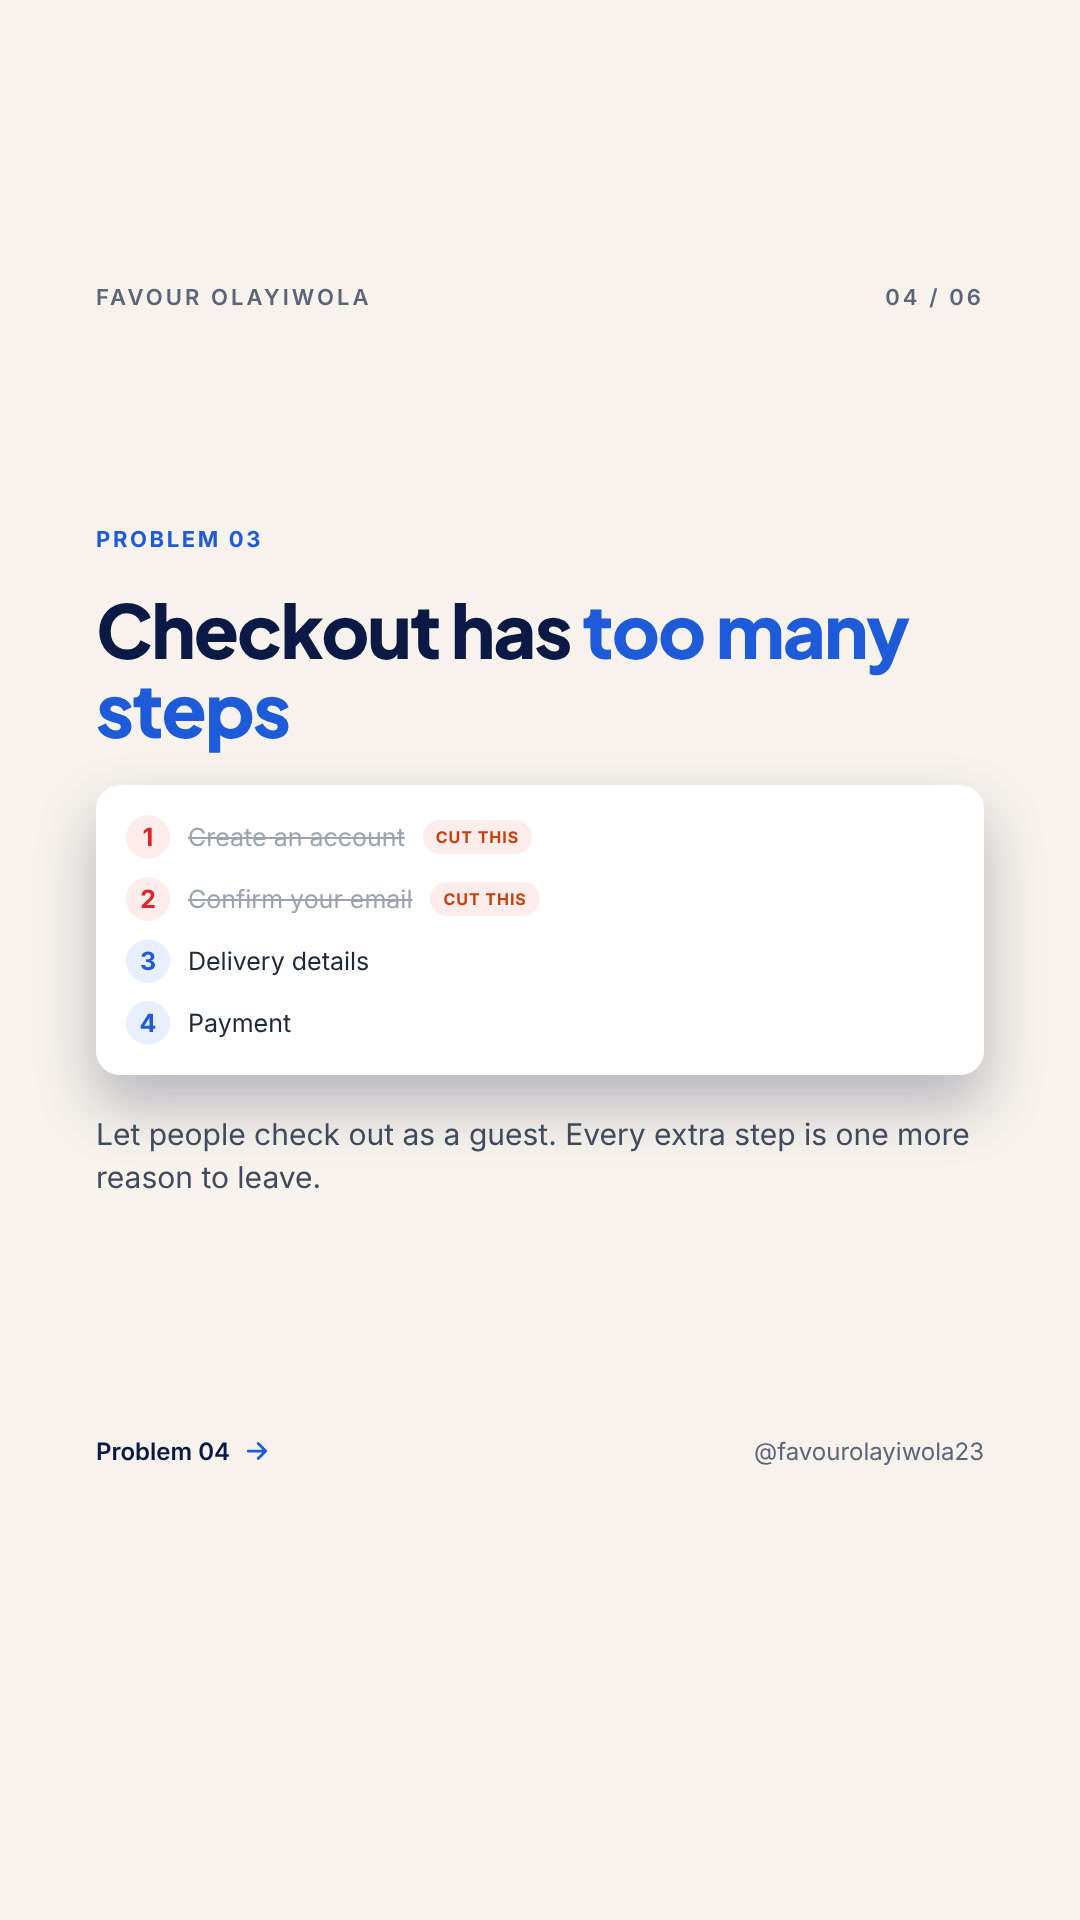 FAVOUR OLAYIWOLA
04 / 06
PROBLEM 03
Checkout has too many
steps
1 Create an account CUT THIS
2 Confirm your email CUT THIS
3 Delivery details
4 Payment
Let people check out as a guest. Every extra step is one more
reason to leave.
Problem 04 →
@favourolayiwola23